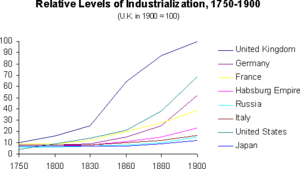 Relative Levels of Industrialization, 1750-1900
(U.K. in 1900 = 100)
100
90
80
70
60
50
40
30
20
10
0
1750
1800
1830
1860
1880
1900
United Kingdom
Germany
France
Habsburg Empire
Russia
Italy
United States
Japan